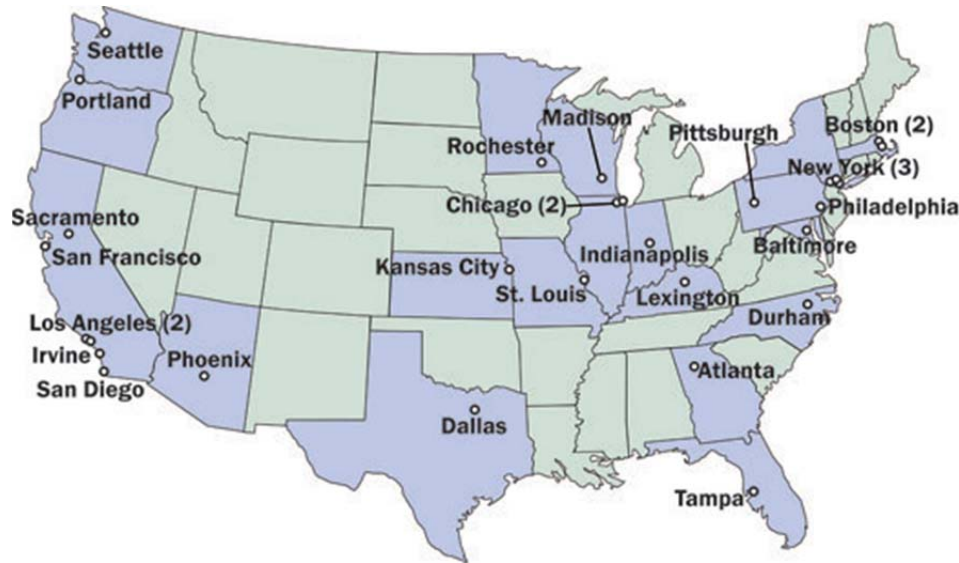 Seattle
Portland
Madison
Boston (2)
Pittsburgh
Rochester
New York (3)
Chicago (2)
Philadelphia
Sacramento
Baltimore
San Francisco
Indianapolis
Kansas City
St. Louis
Lexington
Durham
Los Angeles (2)
Irvine
Phoenix
Atlanta
San Diego
Dallas
Tampa